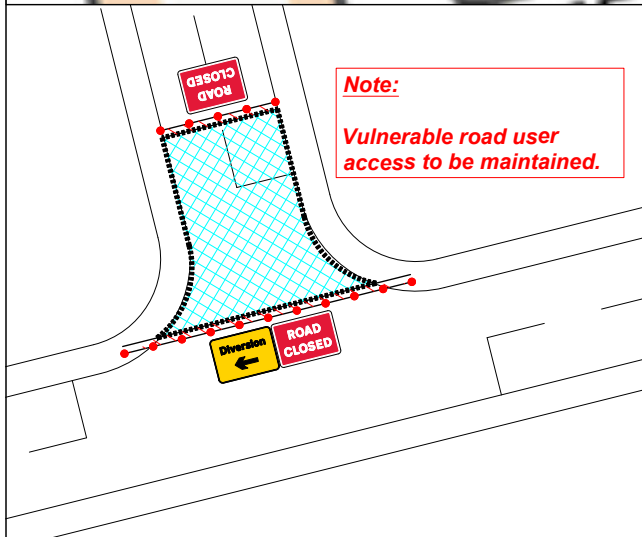 ROAD
CLOSED
Note:
Vulnerable road user
access to be maintained.
Diversion
ROAD
CLOSED